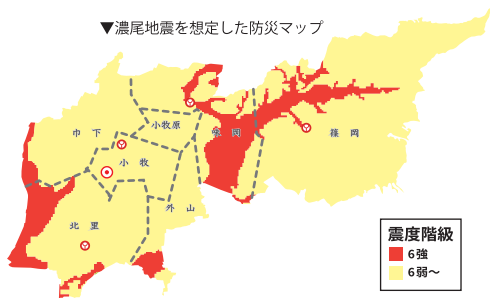 ▼濃尾地震を想定した防災マップ
小牧原
巾 下
味 岡
篠 岡
小 牧
外 山
北 里
震度階級
6強
6弱~